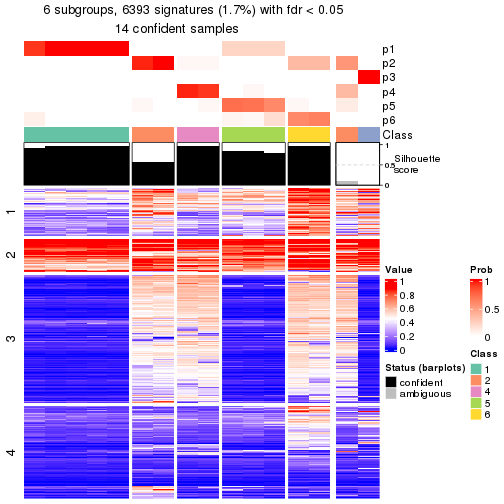 6 subgroups, 6393 signatures (1.7%) with fdr < 0.05
14 confident samples
p1
p2
p3
p4
p5
p6
Class
1
0.5
0
Silhouette
score
1
2
3
4
Value
1
0.8
0.6
0.4
0.2
0
Status (barplots)
confident
ambiguous
Prob
1
0.5
0
Class
1
2
4
5
6